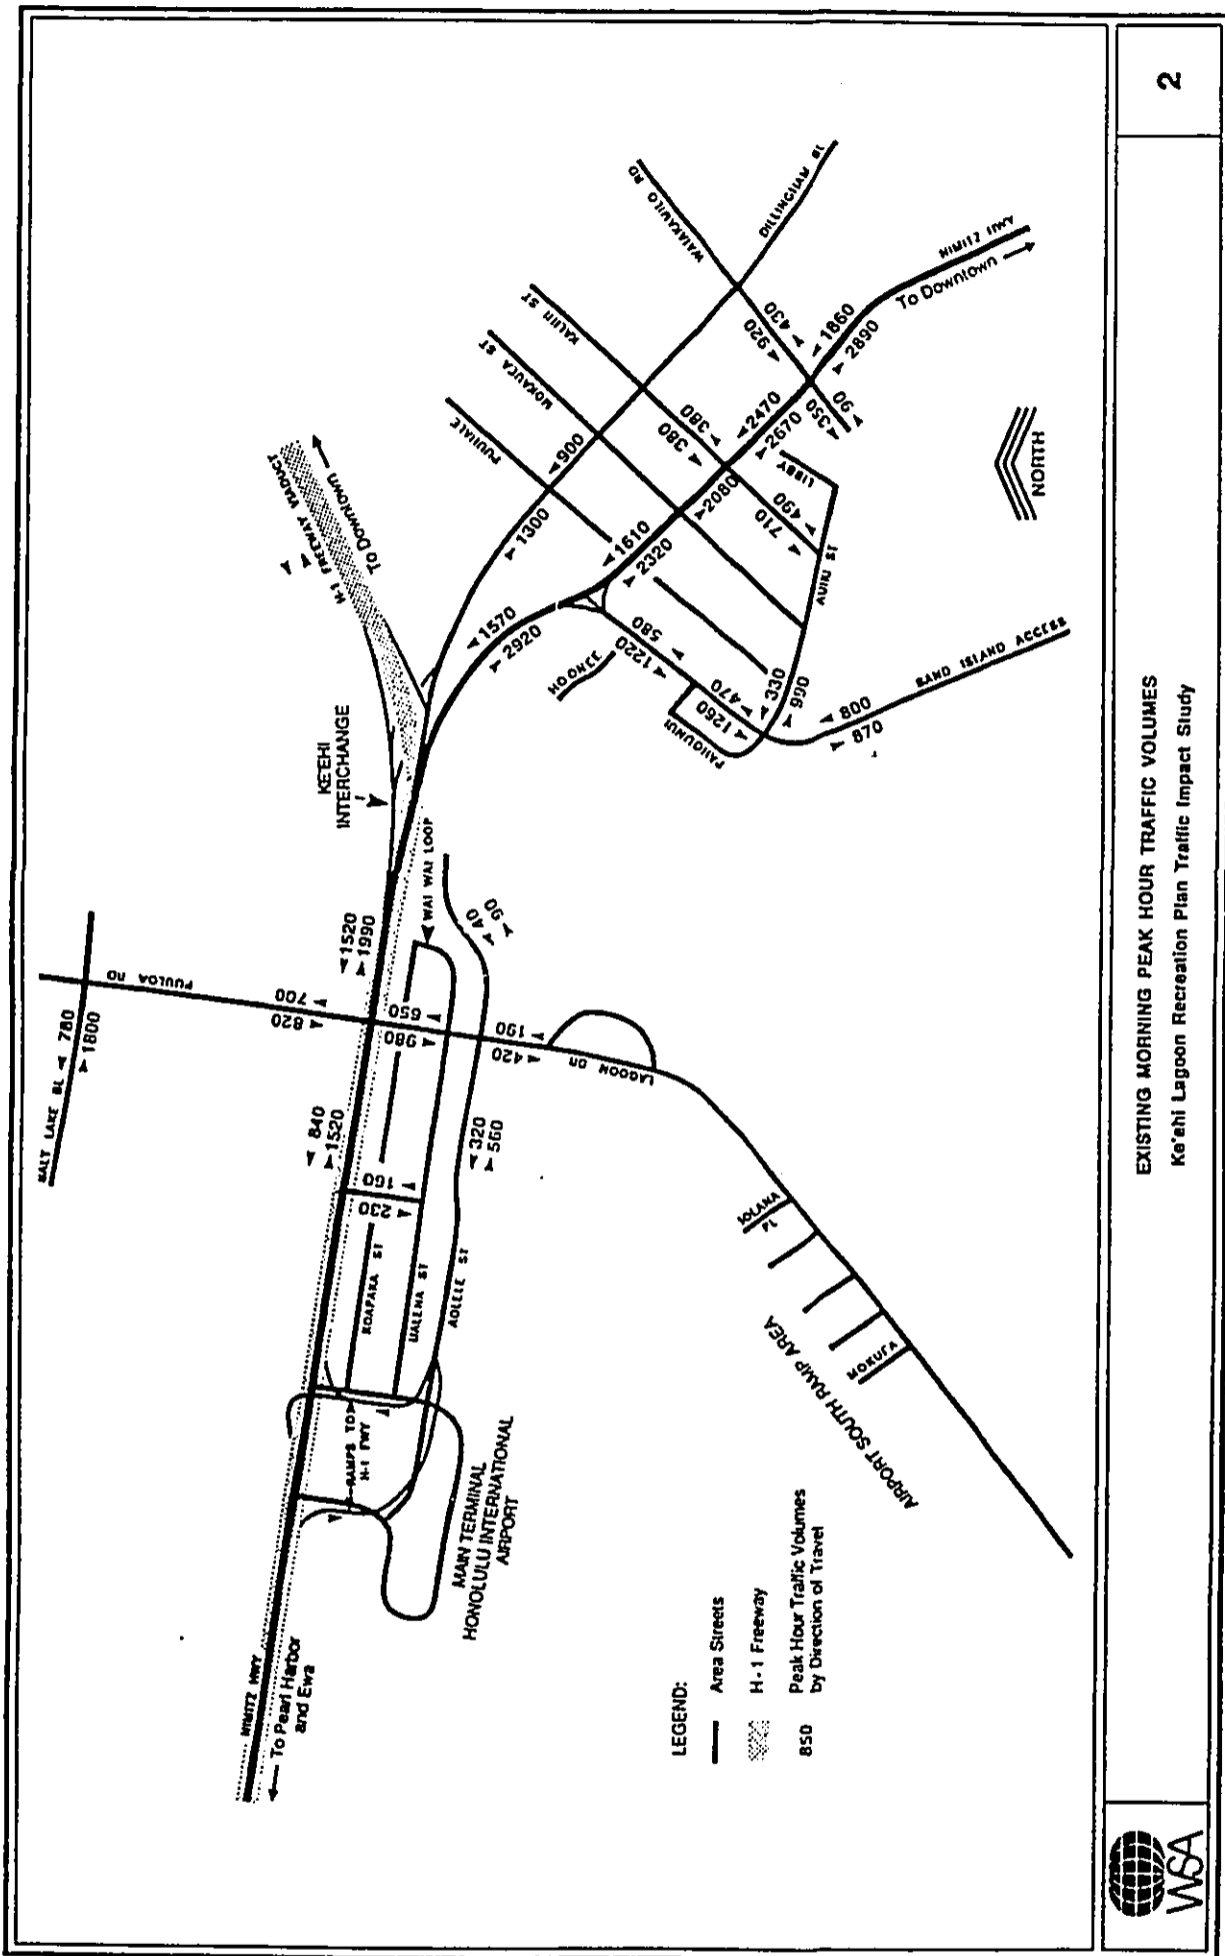 2
EXISTING MORNING PEAK HOUR TRAFFIC VOLUMES
Ke'ehi Lagoon Recreation Plan Traffic Impact Study
WSA
NORTH
LEGEND:
Area Streets
H-1 Freeway
850
Peak Hour Traffic Volumes
by Direction of Travel
NIMITZ HWY
To Pearl Harbor
and Ewa
RAMPS TO
H-1 FWY
MAIN TERMINAL
HONOLULU INTERNATIONAL
AIRPORT
KOAPAKA ST
UALENA ST
AOLELE ST
230
160
840
1520
320
560
SALT LAKE BL
780
1800
PUULOA RD
820
700
1520
1990
980
650
420
190
LAGOON DR
40
90
WAI WAI LOOP
KE'EHI
INTERCHANGE
AIRPORT SOUTH RAMP AREA
MOKUEA
PL
H-1 FREEWAY VIADUCT
To Downtown
1570
2920
1300
900
1610
2320
2080
2470
2670
1860
2890
PUUHALE
MOKAUEA ST
KALIHI ST
WAIAKAMILO RD
DILLINGHAM BL
NIMITZ HWY
To Downtown
380
380
920
430
350
90
LIBBY
710
490
AUIKI ST
HOONEE
1220
580
PAHOUNUI
1260
470
330
990
800
870
SAND ISLAND ACCESS